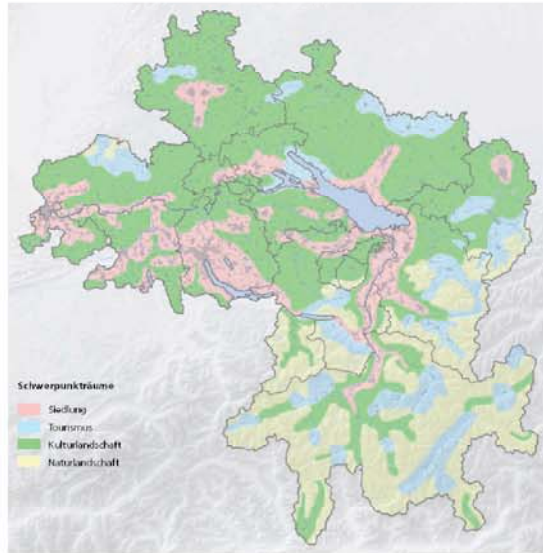 Schwerpunkträume
Siedlung
Tourismus
Kulturlandschaft
Naturlandschaft